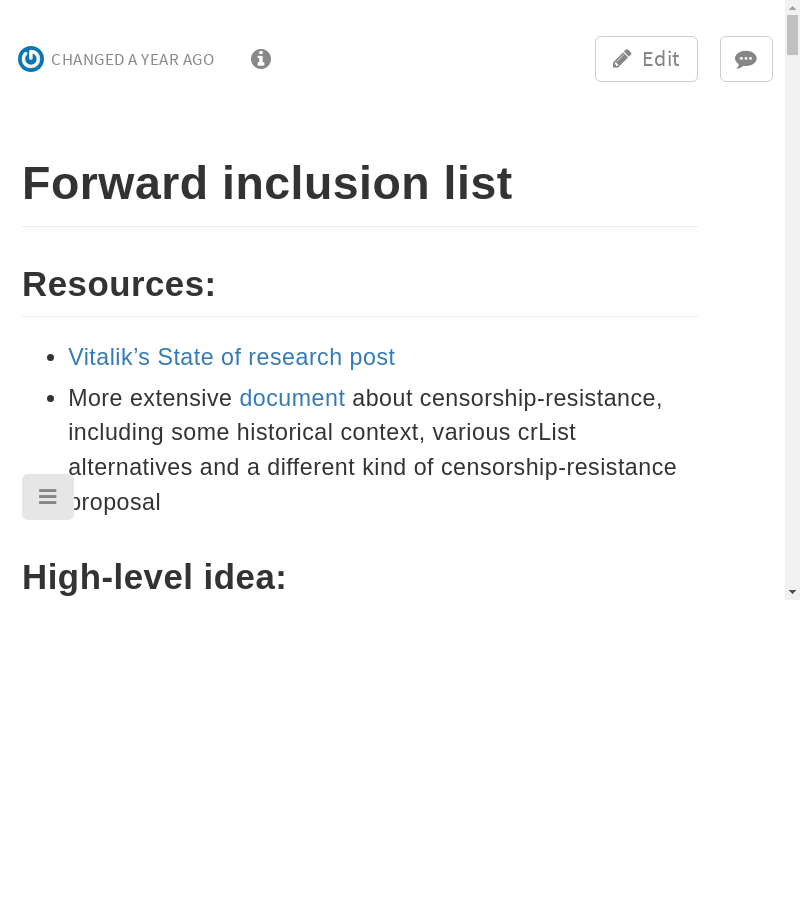 CHANGED A YEAR AGO
Edit
Forward inclusion list
Resources:
Vitalik’s State of research post
More extensive document about censorship-resistance,
including some historical context, various crList
alternatives and a different kind of censorship-resistance
proposal
High-level idea: